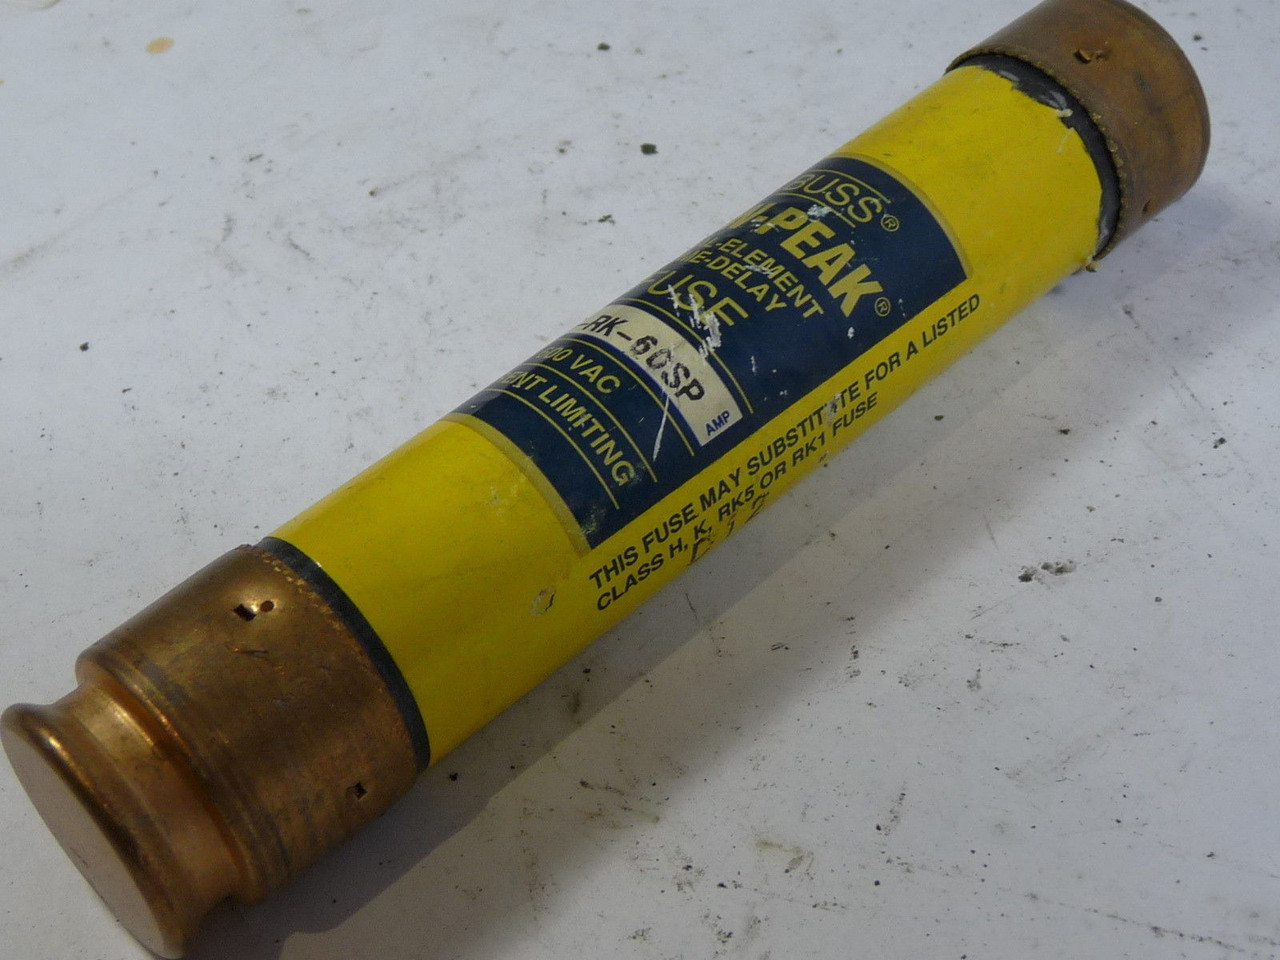 BUSS®
N-PEAK®
L-ELEMENT
E-DELAY
USE
-RK-60SP
AMP
00 VAC
ENT LIMITING
THIS FUSE MAY SUBSTITUTE FOR A LISTED
CLASS H, K, RK5 OR RK1 FUSE